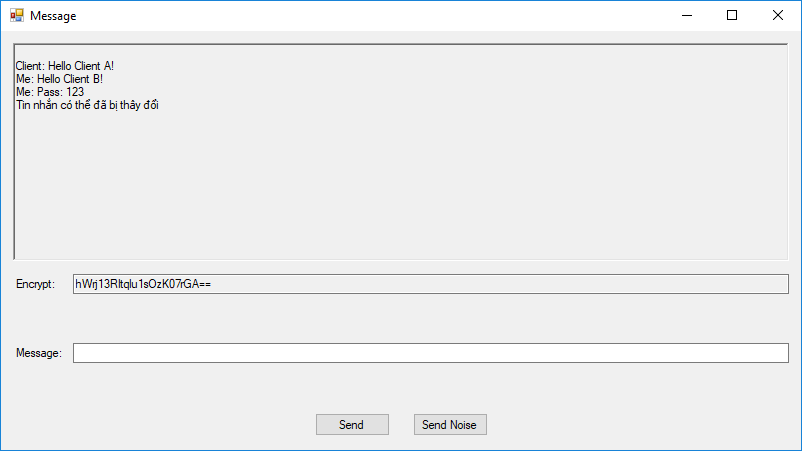 Message
Client: Hello Client A!
Me: Hello Client B!
Me: Pass: 123
Tin nhắn có thể đã bị thây đổi
Encrypt: hWrj13RItqIu1sOzK07rGA==
Message:
Send Send Noise